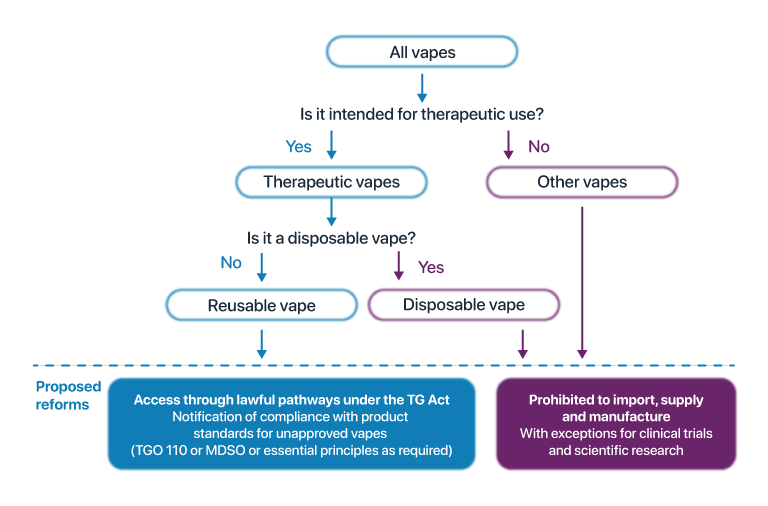 All vapes
Is it intended for therapeutic use?
Yes
No
Therapeutic vapes
Other vapes
Is it a disposable vape?
No
Yes
Reusable vape
Disposable vape
Proposed
reforms
Access through lawful pathways under the TG Act
Notification of compliance with product
standards for unapproved vapes
(TGO 110 or MDSO or essential principles as required)
Prohibited to import, supply
and manufacture
With exceptions for clinical trials
and scientific research